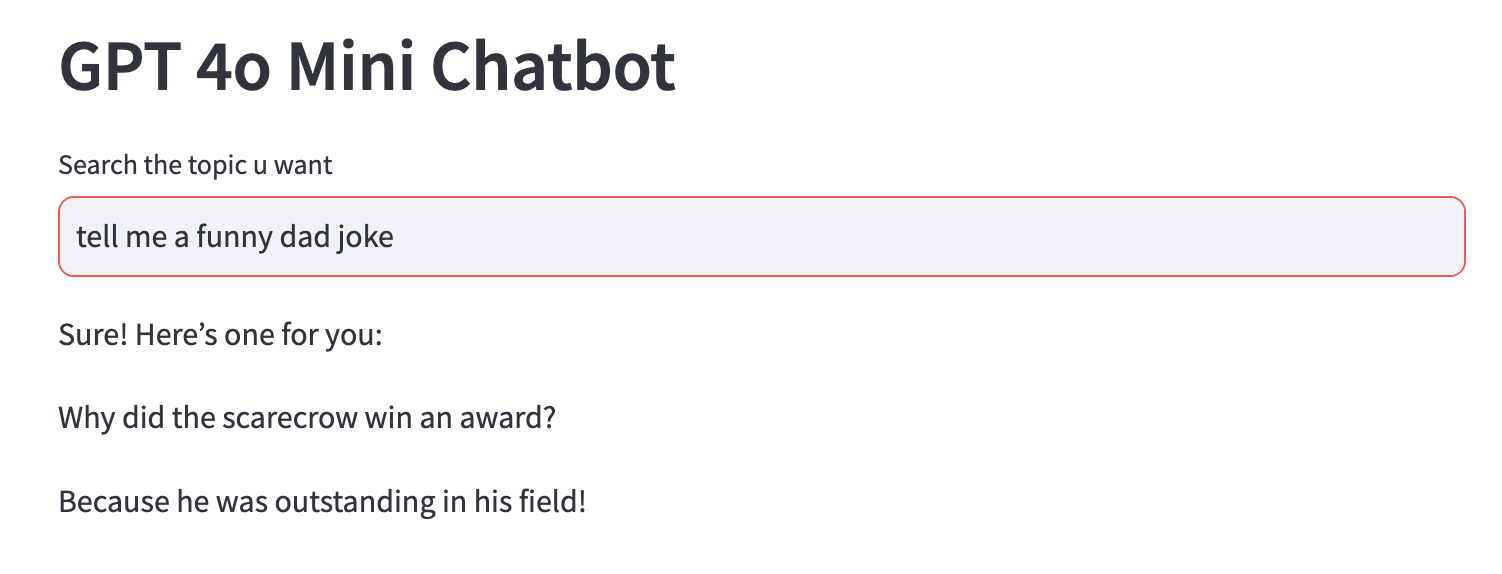 GPT 4o Mini Chatbot
Search the topic u want
tell me a funny dad joke
Sure! Here’s one for you:
Why did the scarecrow win an award?
Because he was outstanding in his field!